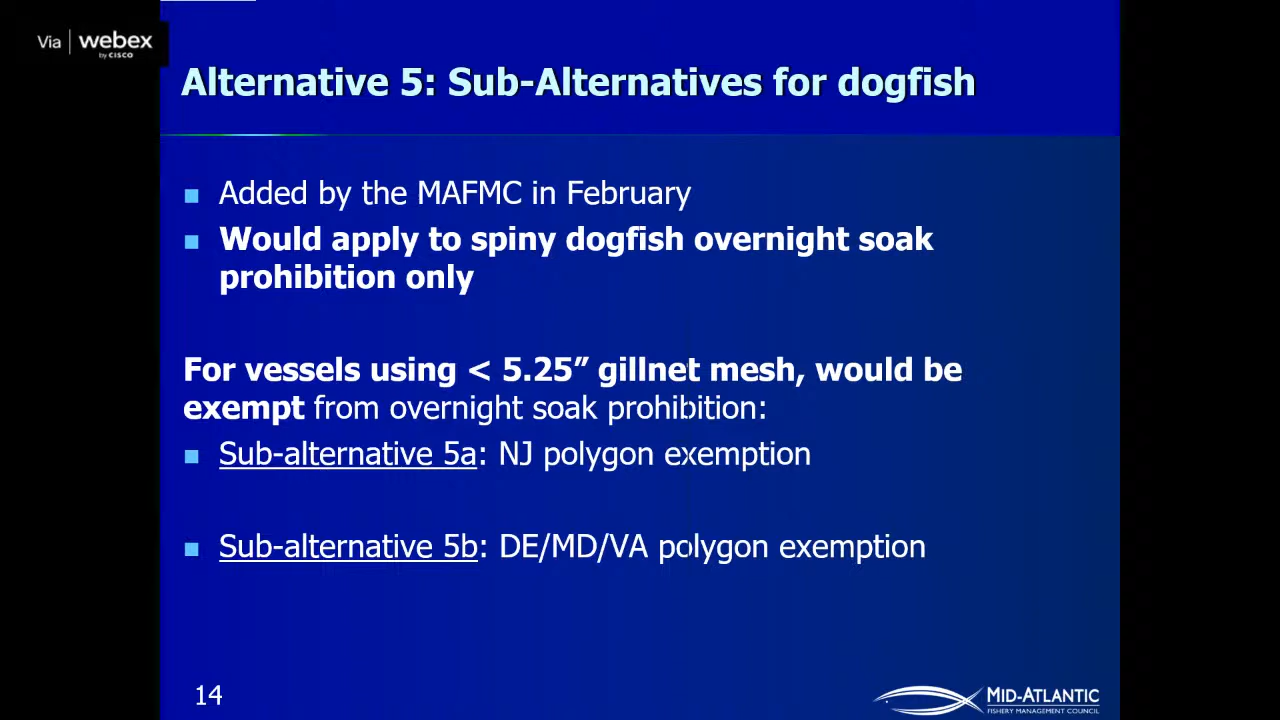 Via | webex
by CISCO
Alternative 5: Sub-Alternatives for dogfish
■ Added by the MAFMC in February
■ Would apply to spiny dogfish overnight soak
prohibition only
For vessels using < 5.25” gillnet mesh, would be
exempt from overnight soak prohibition:
■ Sub-alternative 5a: NJ polygon exemption
■ Sub-alternative 5b: DE/MD/VA polygon exemption
14
MID-ATLANTIC
FISHERY MANAGEMENT COUNCIL